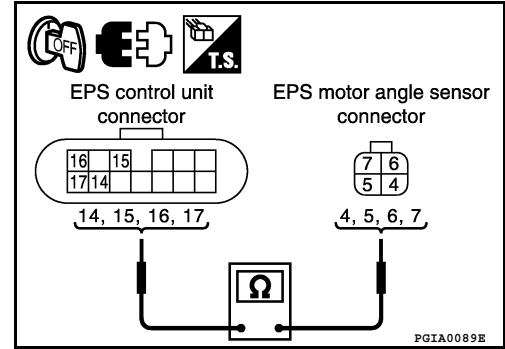 OFF
T.S.
EPS control unit
connector
EPS motor angle sensor
connector
16 15
17 14
7 6
5 4
14, 15, 16, 17
4, 5, 6, 7
Ω
PGIA0089E